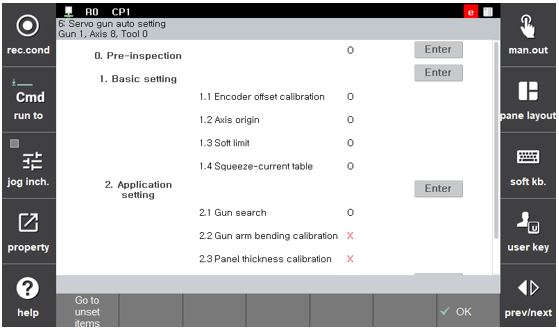 R0 CP1 e
6: Servo gun auto setting
Gun 1, Axis 8, Tool 0
rec.cond
Cmd
run to
jog inch.
property
? help
0. Pre-inspection O Enter
1. Basic setting Enter
1.1 Encoder offset calibration O
1.2 Axis origin O
1.3 Soft limit O
1.4 Squeeze-current table O
2. Application
setting
Enter
2.1 Gun search O
2.2 Gun arm bending calibration X
2.3 Panel thickness calibration X
Go to
unset
items
OK
man.out
pane layout
soft kb.
U
user key
prev/next